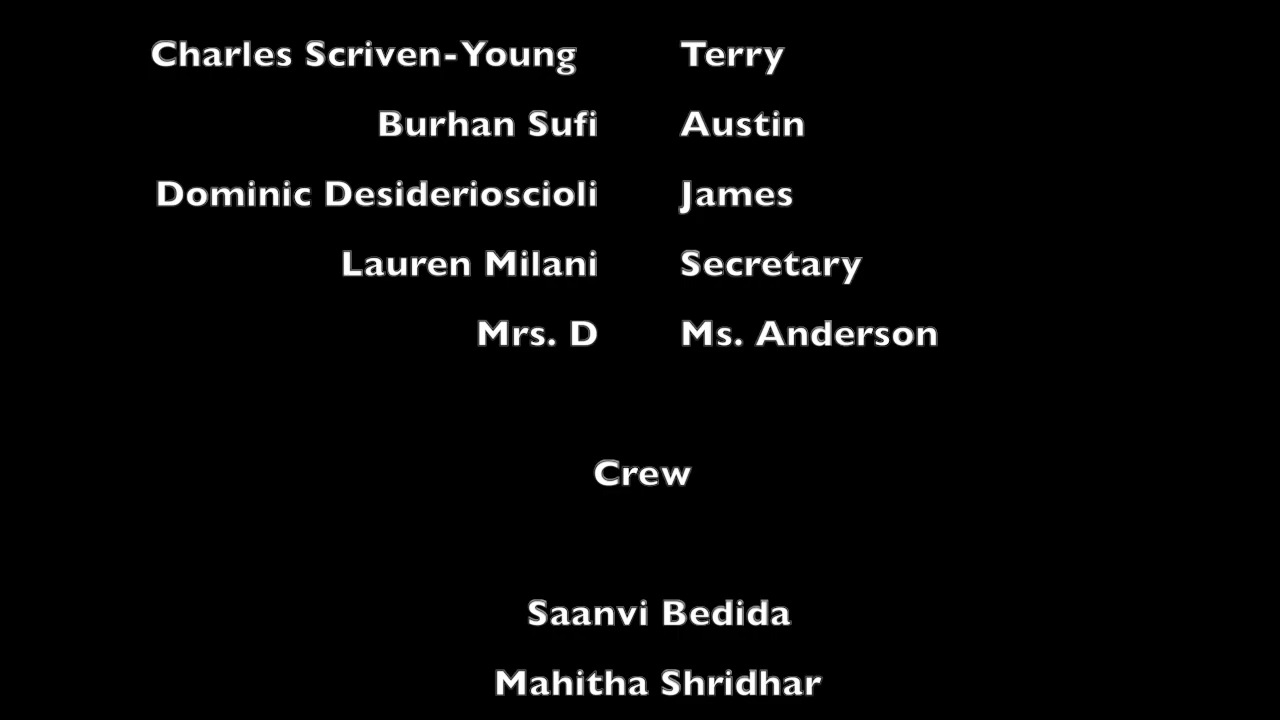 Charles Scriven-Young Terry
Burhan Sufi Austin
Dominic Desiderioscioli James
Lauren Milani Secretary
Mrs. D Ms. Anderson
Crew
Saanvi Bedida
Mahitha Shridhar